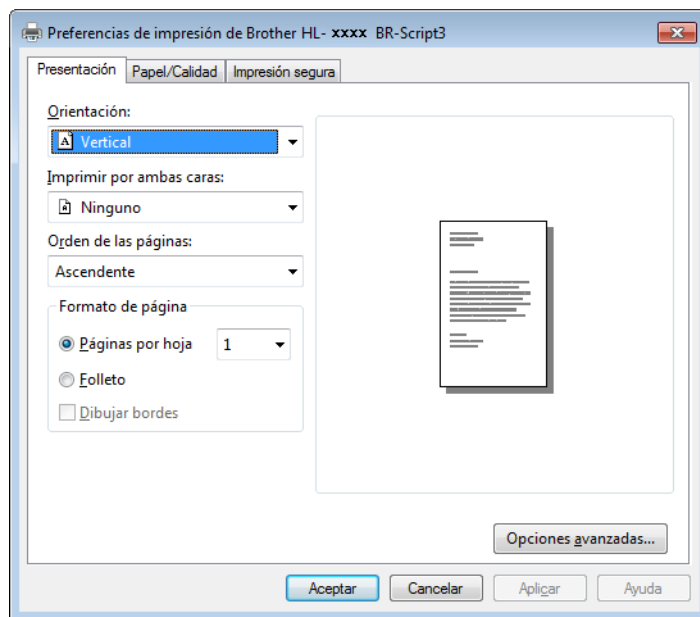 Preferencias de impresión de Brother HL- xxxx BR-Script3
Presentación Papel/Calidad Impresión segura
Orientación:
A Vertical
Imprimir por ambas caras:
Ninguno
Orden de las páginas:
Ascendente
Formato de página
Páginas por hoja 1
Folleto
Dibujar bordes
Opciones avanzadas...
Aceptar Cancelar Aplicar Ayuda